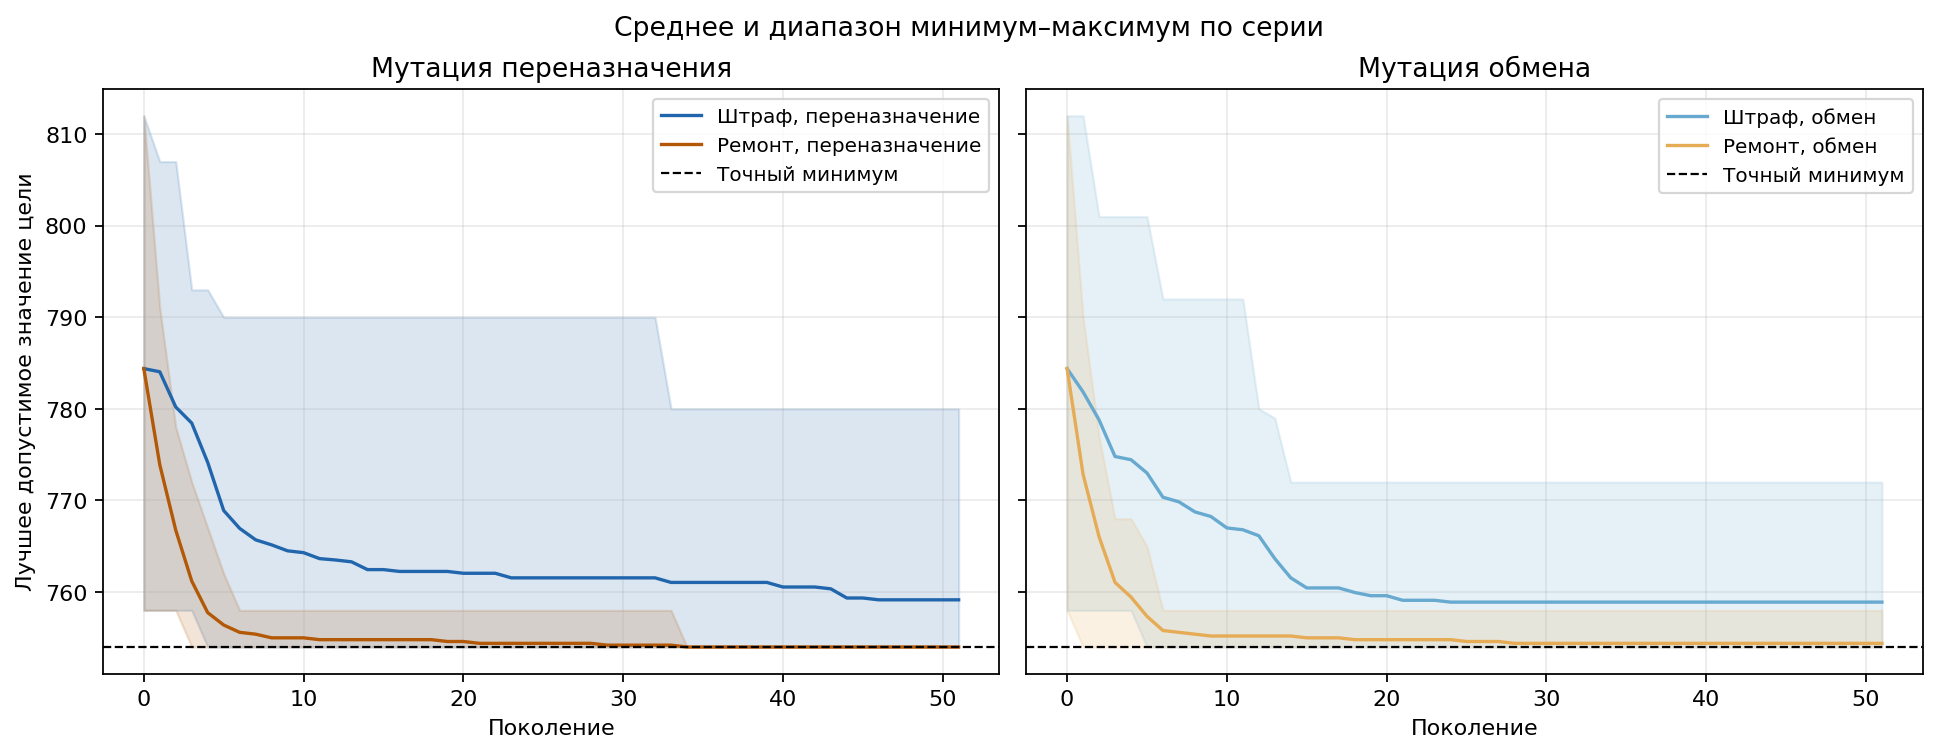 Среднее и диапазон минимум–максимум по серии
Мутация переназначения
Лучшее допустимое значение цели
810
800
790
780
770
760
Штраф, переназначение
Ремонт, переназначение
Точный минимум
0
10
20
30
40
50
Поколение
Мутация обмена
Штраф, обмен
Ремонт, обмен
Точный минимум
0
10
20
30
40
50
Поколение